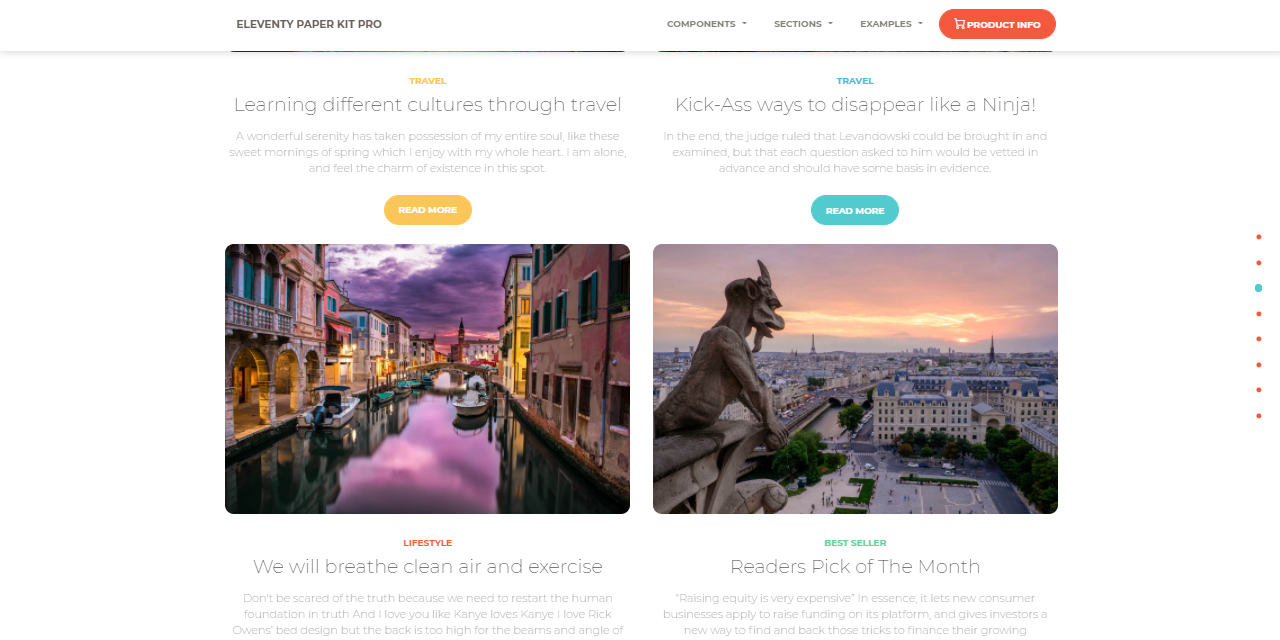 ELEVENTY PAPER KIT PRO
COMPONENTS
SECTIONS
EXAMPLES
PRODUCT INFO
TRAVEL
Learning different cultures through travel
A wonderful serenity has taken possession of my entire soul, like these
sweet mornings of spring which I enjoy with my whole heart. I am alone,
and feel the charm of existence in this spot.
READ MORE
TRAVEL
Kick-Ass ways to disappear like a Ninja!
In the end, the judge ruled that Levandowski could be brought in and
examined, but that each question asked to him would be vetted in
advance and should have some basis in evidence.
READ MORE
LIFESTYLE
We will breathe clean air and exercise
Don't be scared of the truth because we need to restart the human
foundation in truth And I love you like Kanye loves Kanye I love Rick
Owens' bed design but the back is too high for the beams and angle of
BEST SELLER
Readers Pick of The Month
"Raising equity is very expensive” In essence, it lets new consumer
businesses apply to raise funding on its platform, and gives investors a
new way to find and back those tricks to finance their growing